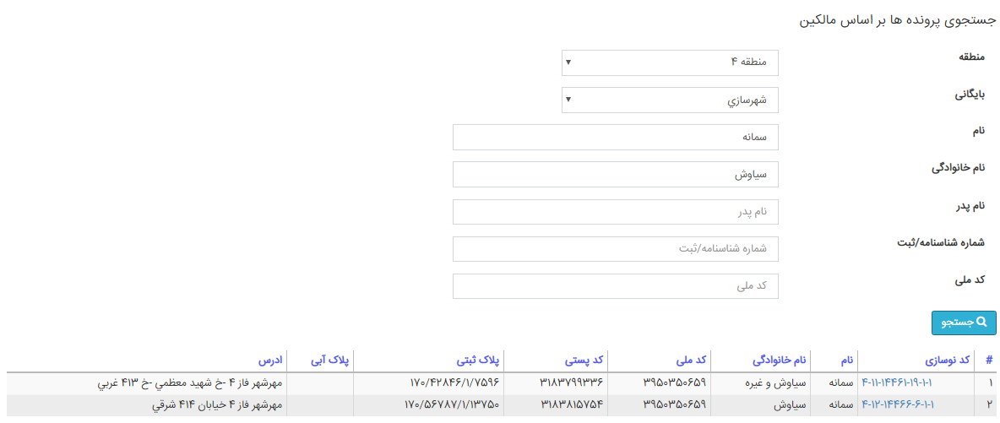 جستجوی پرونده ها بر اساس مالکین
منطقه منطقه ۴
بایگانی شهرسازي
نام سمانه
نام خانوادگی سیاوش
نام پدر نام پدر
شماره شناسنامه/ثبت شماره شناسنامه/ثبت
کد ملی کد ملی
جستجو
# کد نوسازی نام نام خانوادگی کد ملی کد پستی پلاک ثبتی پلاک آبی ادرس
۱ ۴-۱۱-۱۴۴۶۱-۱۹-۱-۱ سمانه سیاوش و غیره ۳۹۵۰۳۵۰۶۵۹ ۳۱۸۳۷۹۹۳۳۶ ۱۷۰/۴۲۸۴۶/۱/۷۵۹۶ مهرشهر فاز ۴ -خ شهید معظمي -خ ۴۱۳ غربي
۲ ۴-۱۲-۱۴۴۶۶-۶-۱-۱ سمانه سیاوش ۳۹۵۰۳۵۰۶۵۹ ۳۱۸۳۸۱۵۷۵۴ ۱۷۰/۵۶۷۸۷/۱/۱۳۷۵۰ مهرشهر فاز ۴ خیابان ۴۱۴ شرقي